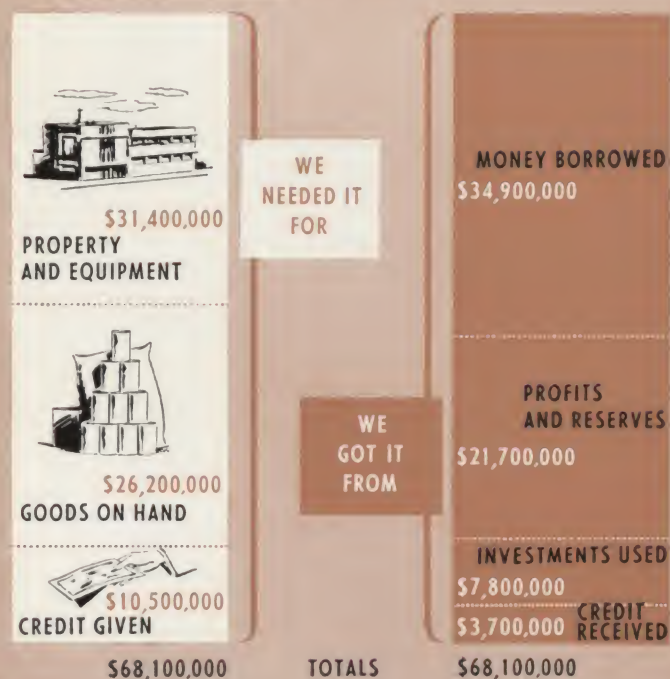 $31,400,000
PROPERTY
AND EQUIPMENT
$26,200,000
GOODS ON HAND
$10,500,000
CREDIT GIVEN
WE
NEEDED IT
FOR
WE
GOT IT
FROM
MONEY BORROWED
$34,900,000
PROFITS
AND RESERVES
$21,700,000
INVESTMENTS USED
$7,800,000
$3,700,000 CREDIT
RECEIVED
$68,100,000 TOTALS $68,100,000